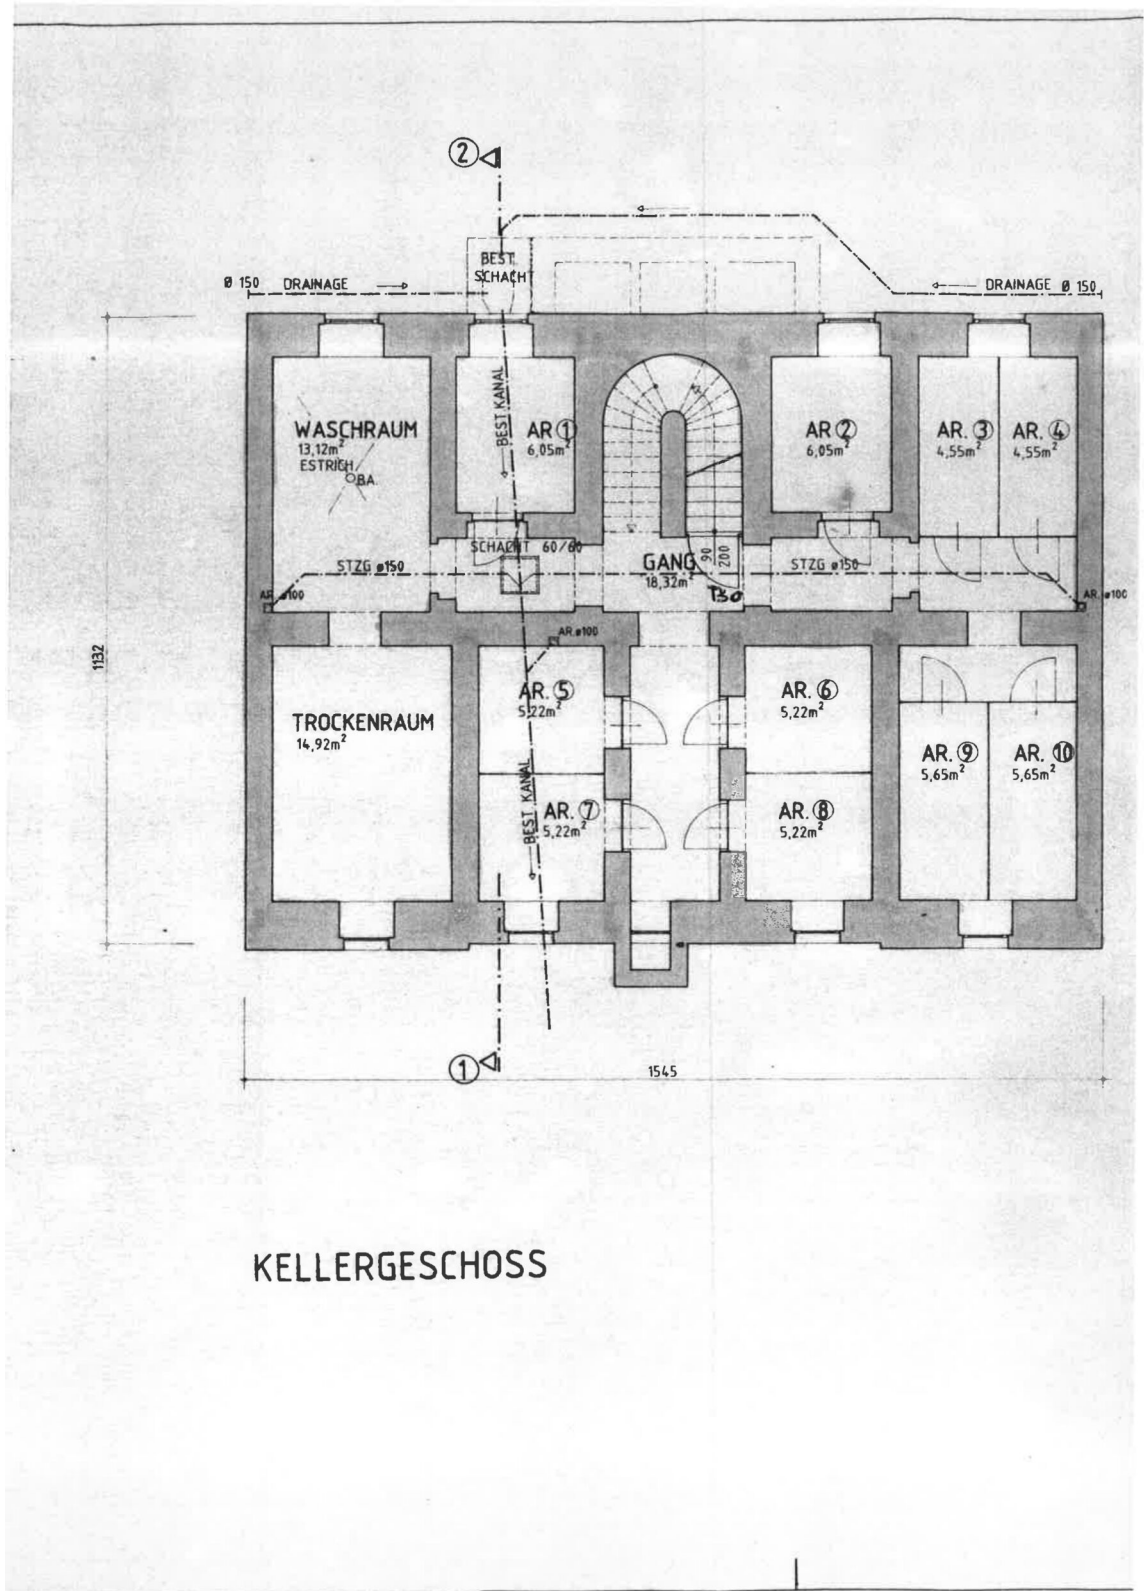 ②
BEST.
SCHACHT
Ø 150 DRAINAGE
DRAINAGE Ø 150
BEST.KANAL
WASCHRAUM
13,12m²
ESTRICH
BA.
AR ①
6,05m²
AR ②
6,05m²
AR. ③
4,55m²
AR. ④
4,55m²
SCHACHT 60/60
STZG ø150
GANG
18,32m²
90
200
T30
STZG ø150
AR. ø100
AR. ø100
AR. ø100
1132
TROCKENRAUM
14,92m²
AR. ⑤
5,22m²
AR. ⑥
5,22m²
BEST. KANAL
AR. ⑦
5,22m²
AR. ⑧
5,22m²
AR. ⑨
5,65m²
AR. ⑩
5,65m²
①
1545
KELLERGESCHOSS